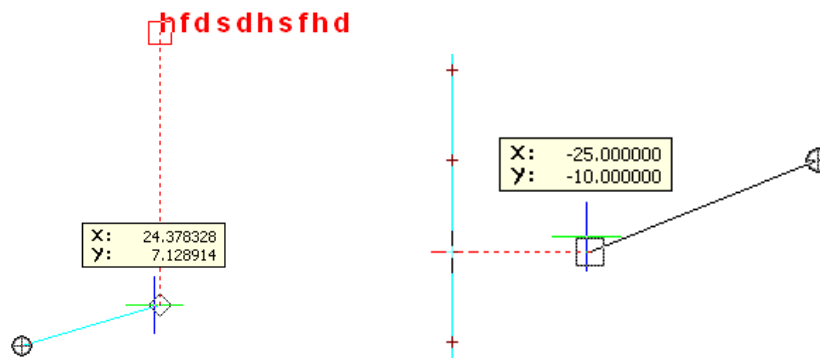 hfdsdhsfhd
X: 24.378328
Y: 7.128914
X: -25.000000
Y: -10.000000